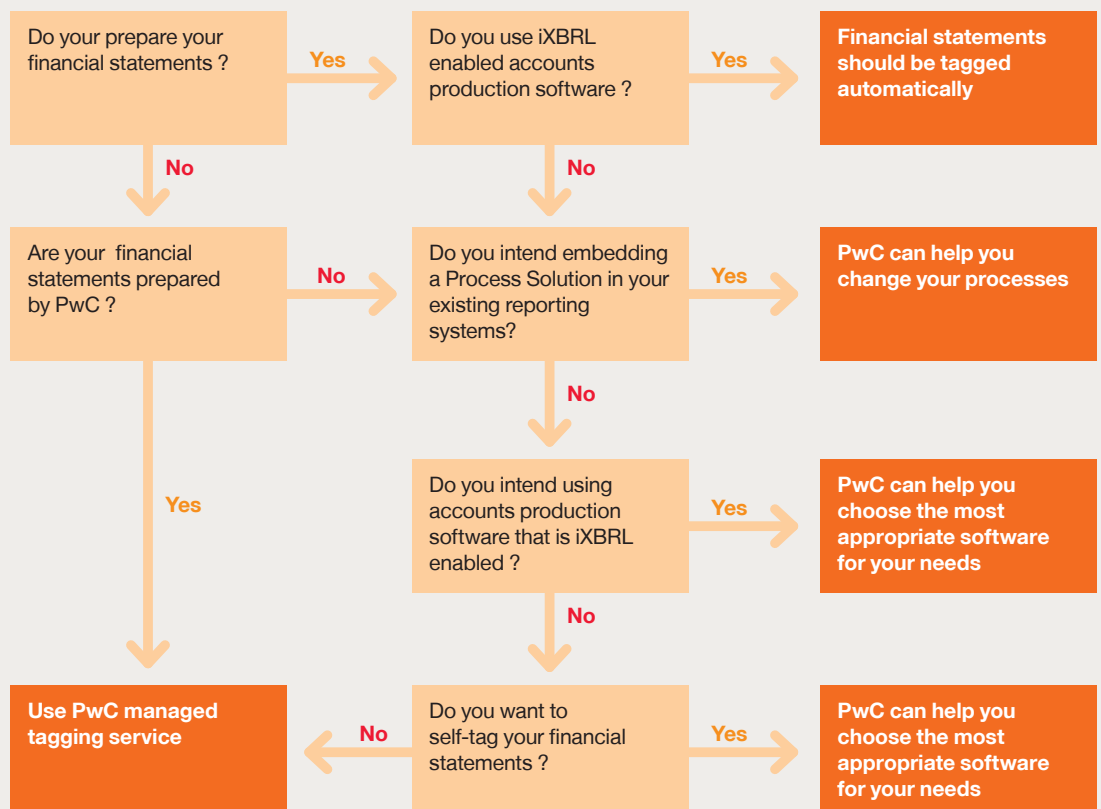 Do your prepare your
financial statements ?
Yes
Do you use iXBRL
enabled accounts
production software ?
Yes
Financial statements
should be tagged
automatically
No
No
Are your financial
statements prepared
by PwC ?
No
Do you intend embedding
a Process Solution in your
existing reporting
systems?
Yes
PwC can help you
change your processes
No
Yes
Do you intend using
accounts production
software that is iXBRL
enabled ?
Yes
PwC can help you
choose the most
appropriate software
for your needs
No
Use PwC managed
tagging service
No
Do you want to
self-tag your financial
statements ?
Yes
PwC can help you
choose the most
appropriate software
for your needs